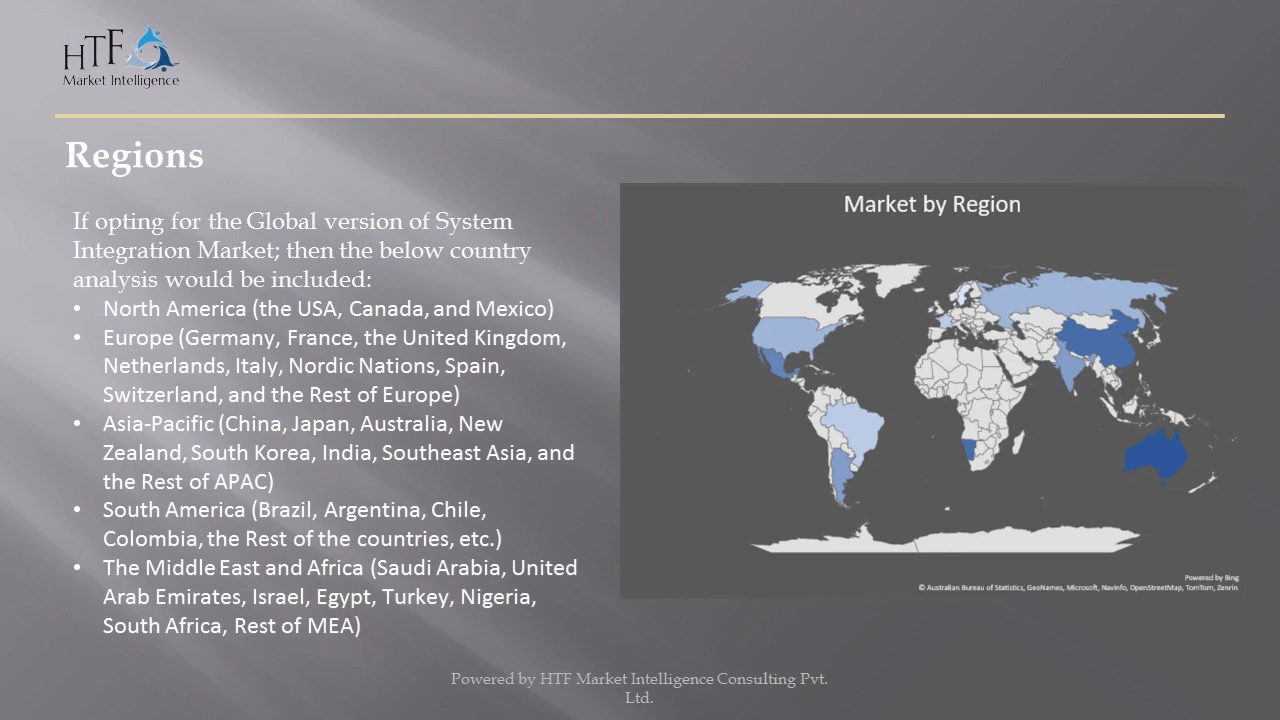 HTF
Market Intelligence
Regions
If opting for the Global version of System
Integration Market; then the below country
analysis would be included:
• North America (the USA, Canada, and Mexico)
• Europe (Germany, France, the United Kingdom,
Netherlands, Italy, Nordic Nations, Spain,
Switzerland, and the Rest of Europe)
• Asia-Pacific (China, Japan, Australia, New
Zealand, South Korea, India, Southeast Asia, and
the Rest of APAC)
• South America (Brazil, Argentina, Chile,
Colombia, the Rest of the countries, etc.)
• The Middle East and Africa (Saudi Arabia, United
Arab Emirates, Israel, Egypt, Turkey, Nigeria,
South Africa, Rest of MEA)
Market by Region
Powered by Bing
© Australian Bureau of Statistics, GeoNames, Microsoft, Navinfo, OpenStreetMap, TomTom, Zenrin
Powered by HTF Market Intelligence Consulting Pvt.
Ltd.